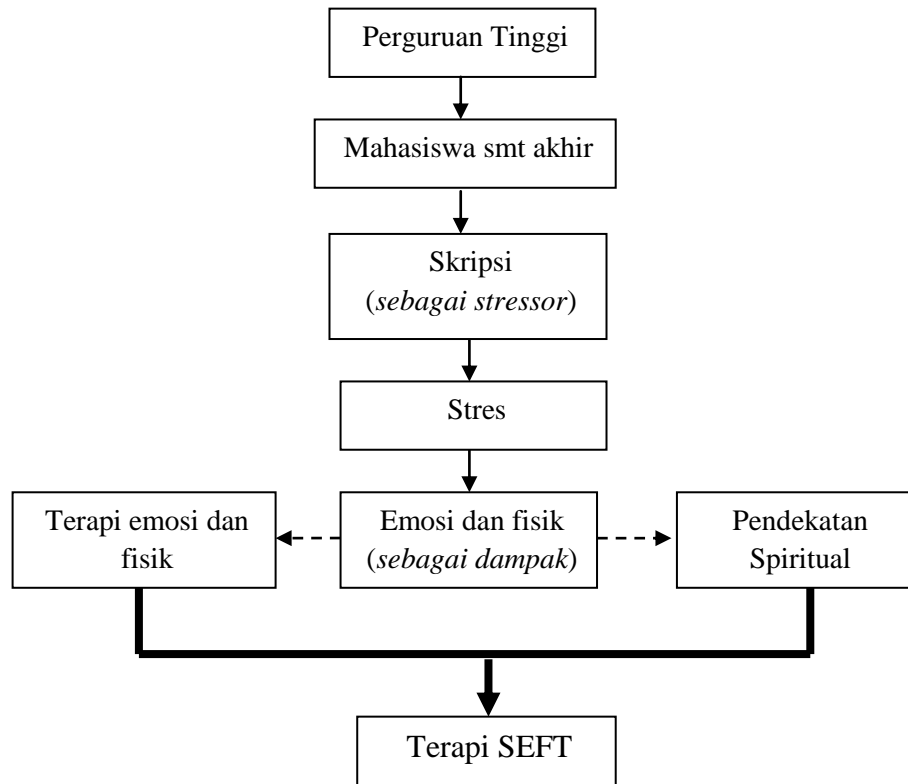 Perguruan Tinggi
Mahasiswa smt akhir
Skripsi
(sebagai stressor)
Stres
Terapi emosi dan
fisik
Emosi dan fisik
(sebagai dampak)
Pendekatan
Spiritual
Terapi SEFT